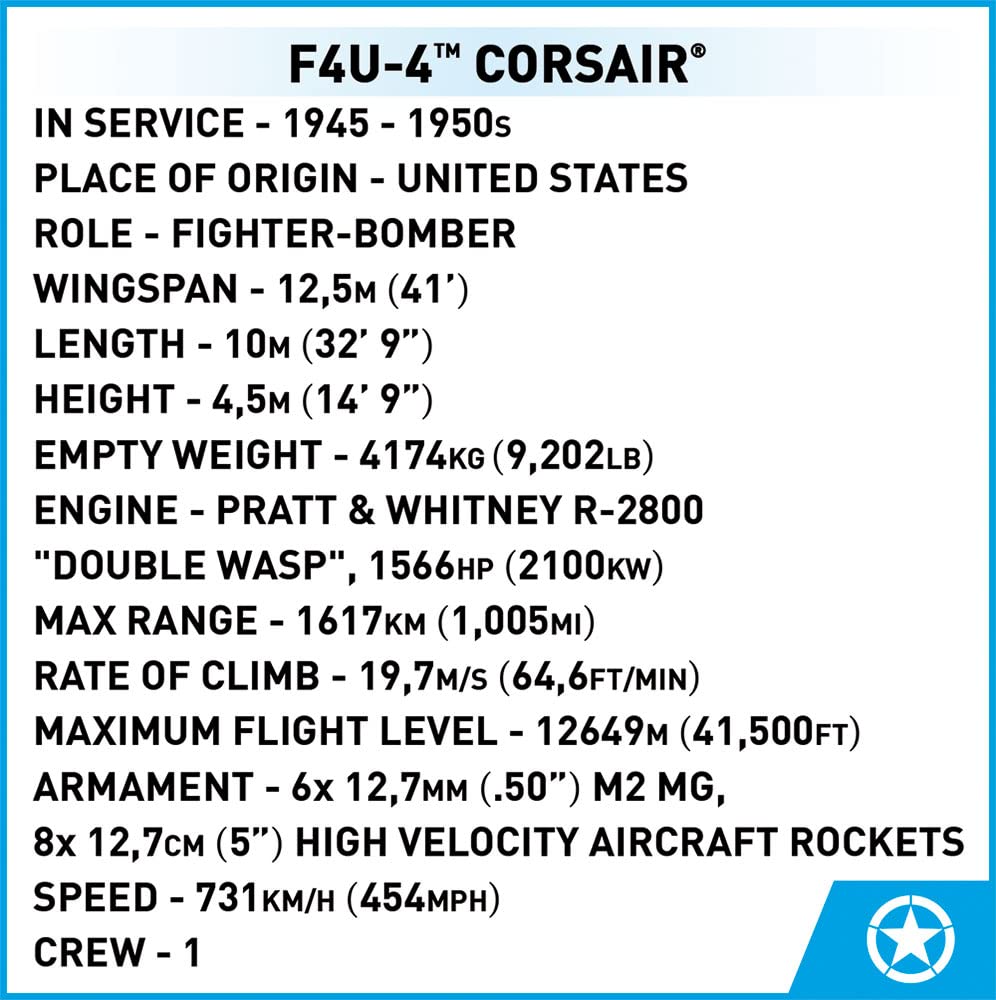 F4U-4™ CORSAIR®
IN SERVICE - 1945 - 1950s
PLACE OF ORIGIN - UNITED STATES
ROLE - FIGHTER-BOMBER
WINGSPAN - 12,5M (41’)
LENGTH - 10M (32’ 9”)
HEIGHT - 4,5M (14’ 9”)
EMPTY WEIGHT - 4174KG (9,202LB)
ENGINE - PRATT & WHITNEY R-2800
"DOUBLE WASP", 1566HP (2100KW)
MAX RANGE - 1617KM (1,005MI)
RATE OF CLIMB - 19,7M/S (64,6FT/MIN)
MAXIMUM FLIGHT LEVEL - 12649M (41,500FT)
ARMAMENT - 6x 12,7MM (.50”) M2 MG,
8x 12,7CM (5”) HIGH VELOCITY AIRCRAFT ROCKETS
SPEED - 731KM/H (454MPH)
CREW - 1